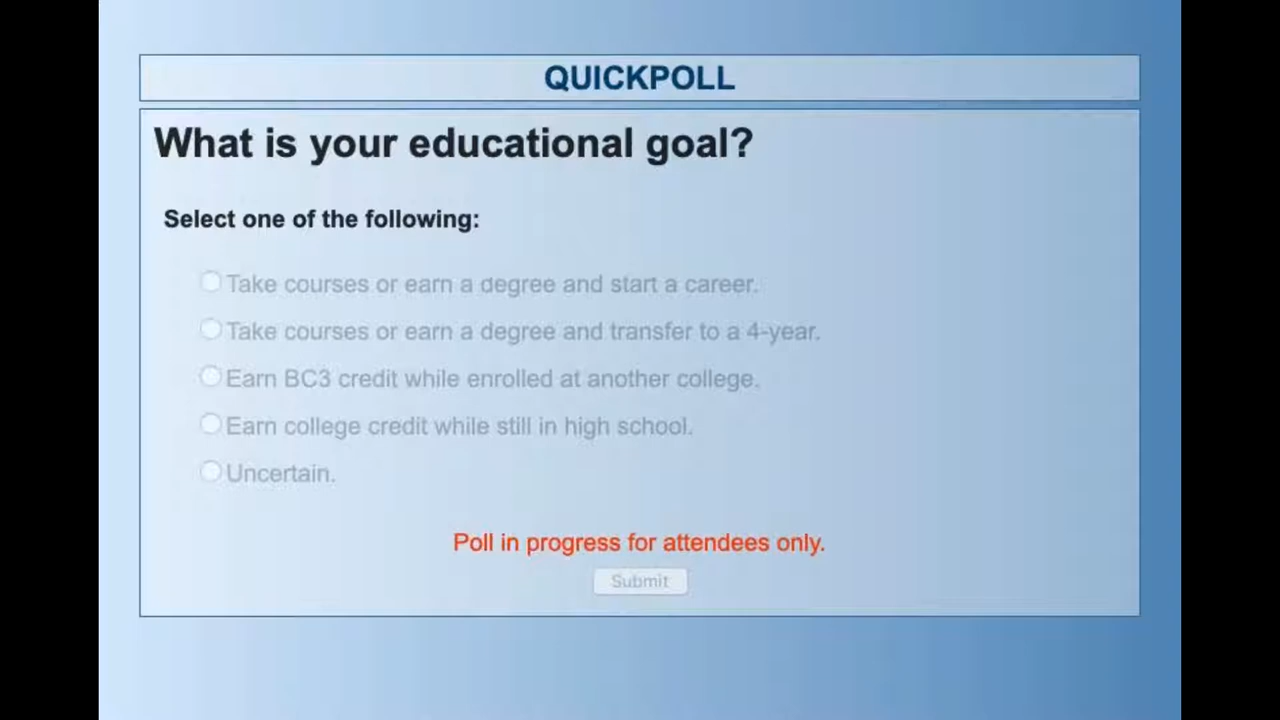 QUICKPOLL
What is your educational goal?
Select one of the following:
Take courses or earn a degree and start a career.
Take courses or earn a degree and transfer to a 4-year.
Earn BC3 credit while enrolled at another college.
Earn college credit while still in high school.
Uncertain.
Poll in progress for attendees only.
Submit